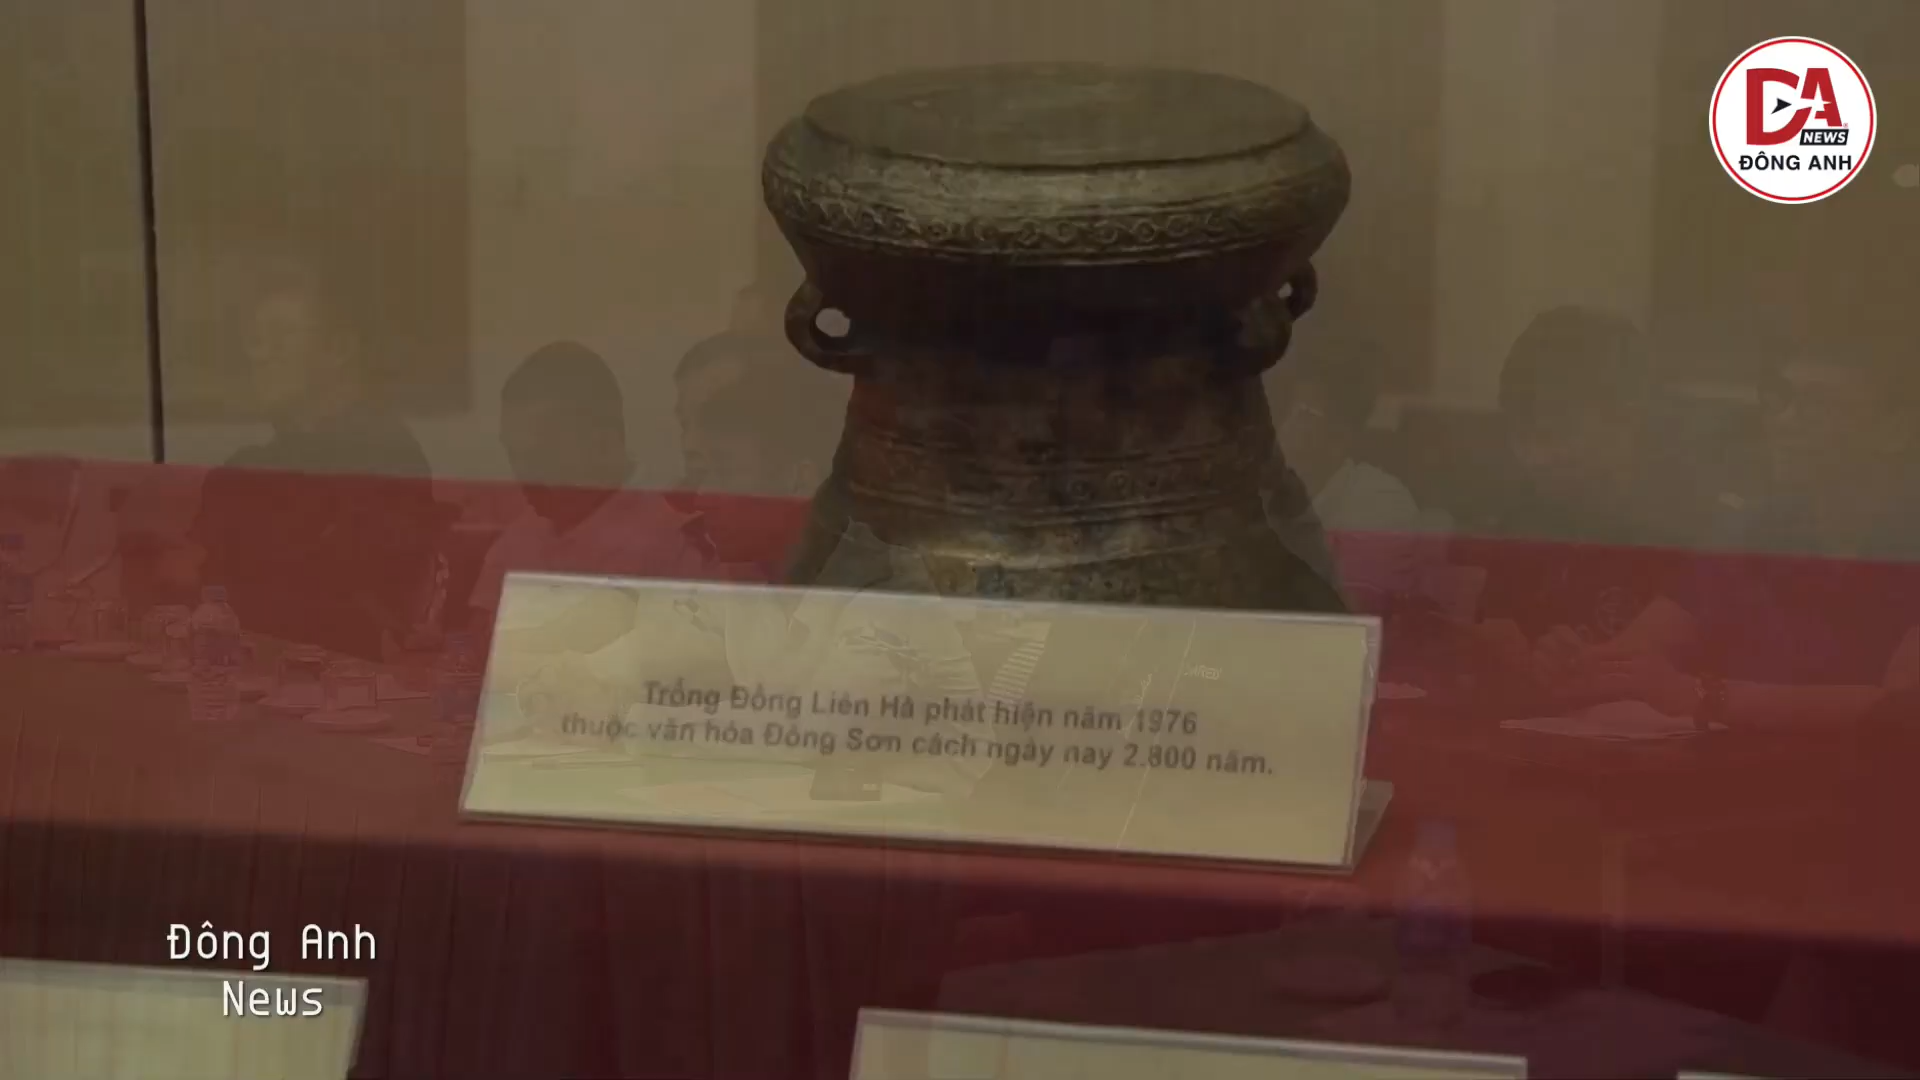 DA
NEWS
ĐÔNG ANH
Trống Đồng Liên Hà phát hiện năm 1976
thuộc văn hóa Đông Sơn cách ngày nay 2.800 năm.
Đông Anh
News